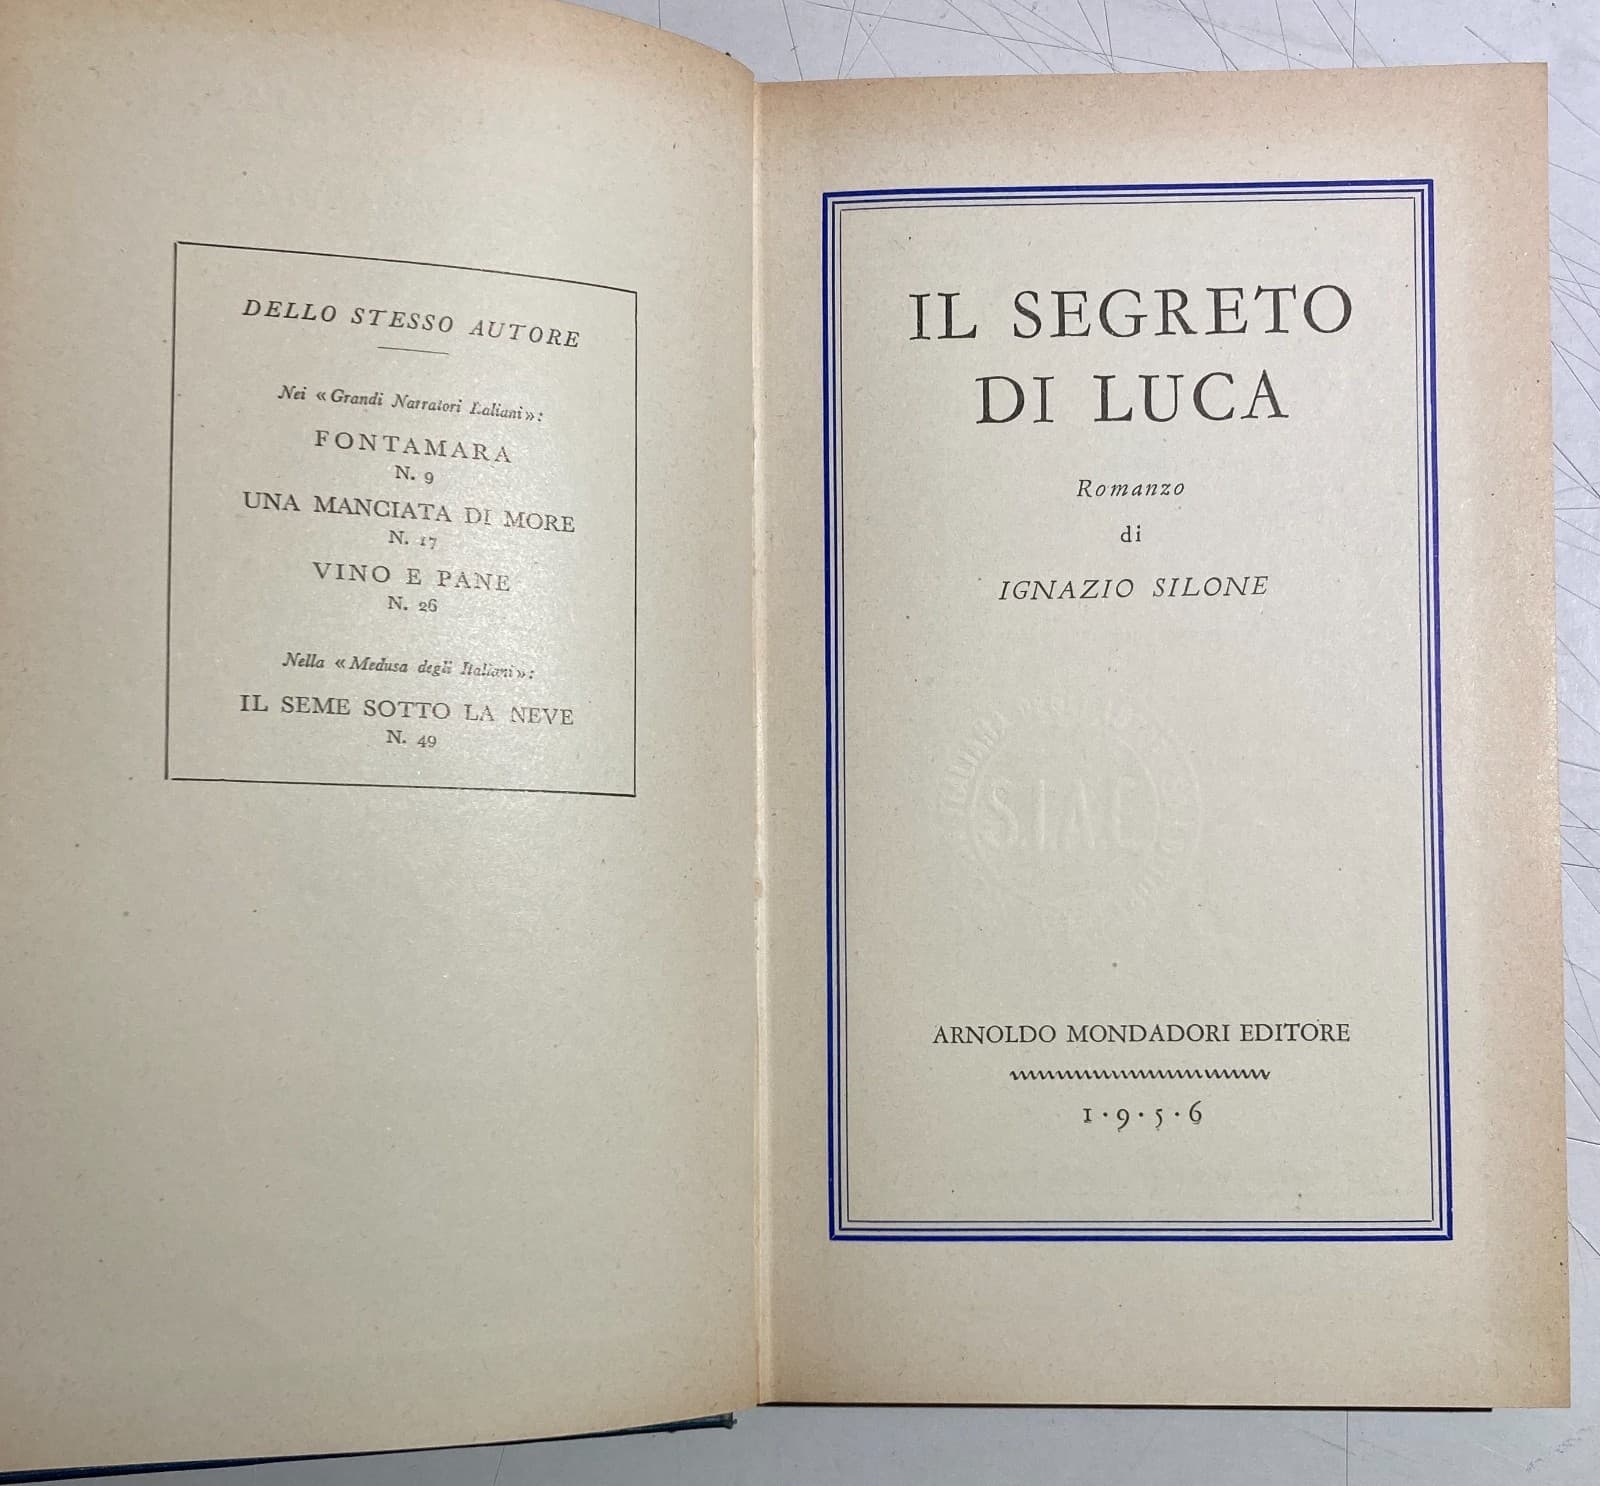 DELLO STESSO AUTORE
Nei « Grandi Narratori Italiani »:
FONTAMARA
N. 9
UNA MANCIATA DI MORE
N. 17
VINO E PANE
N. 26
Nella « Medusa degli Italiani »:
IL SEME SOTTO LA NEVE
N. 49
IL SEGRETO
DI LUCA
Romanzo
di
IGNAZIO SILONE
S.I.A.E
ARNOLDO MONDADORI EDITORE
1·9·5·6